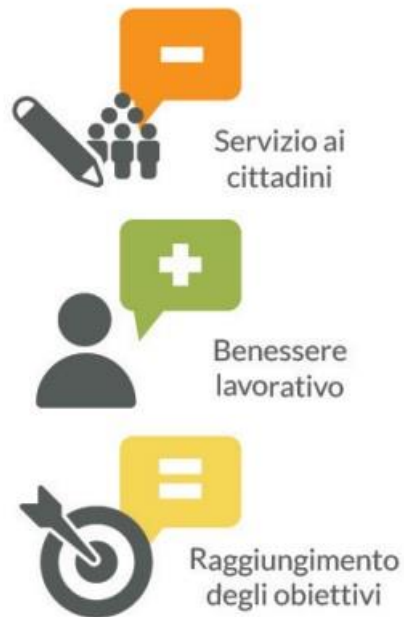 Servizio ai
cittadini
Benessere
lavorativo
Raggiungimento
degli obiettivi